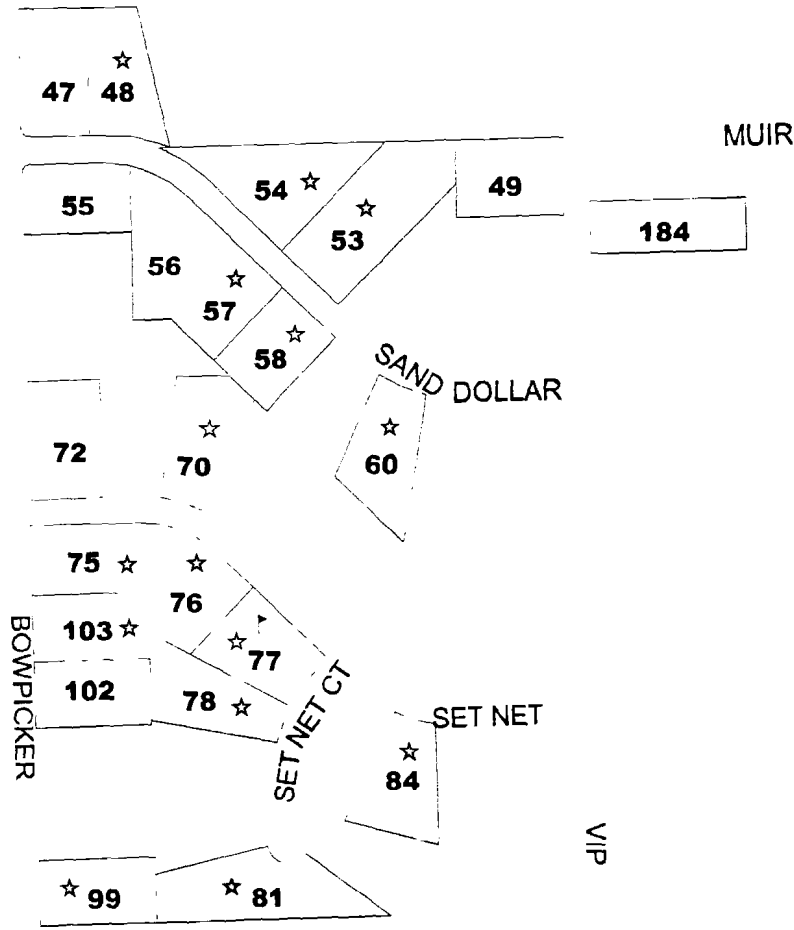 47 48
MUIR
54 49
55 53 184
56
57
58
SAND DOLLAR
72 70 60
75
76
103
77
102 78
BOWPICKER
SET NET CT
SET NET
84
VIP
99 81